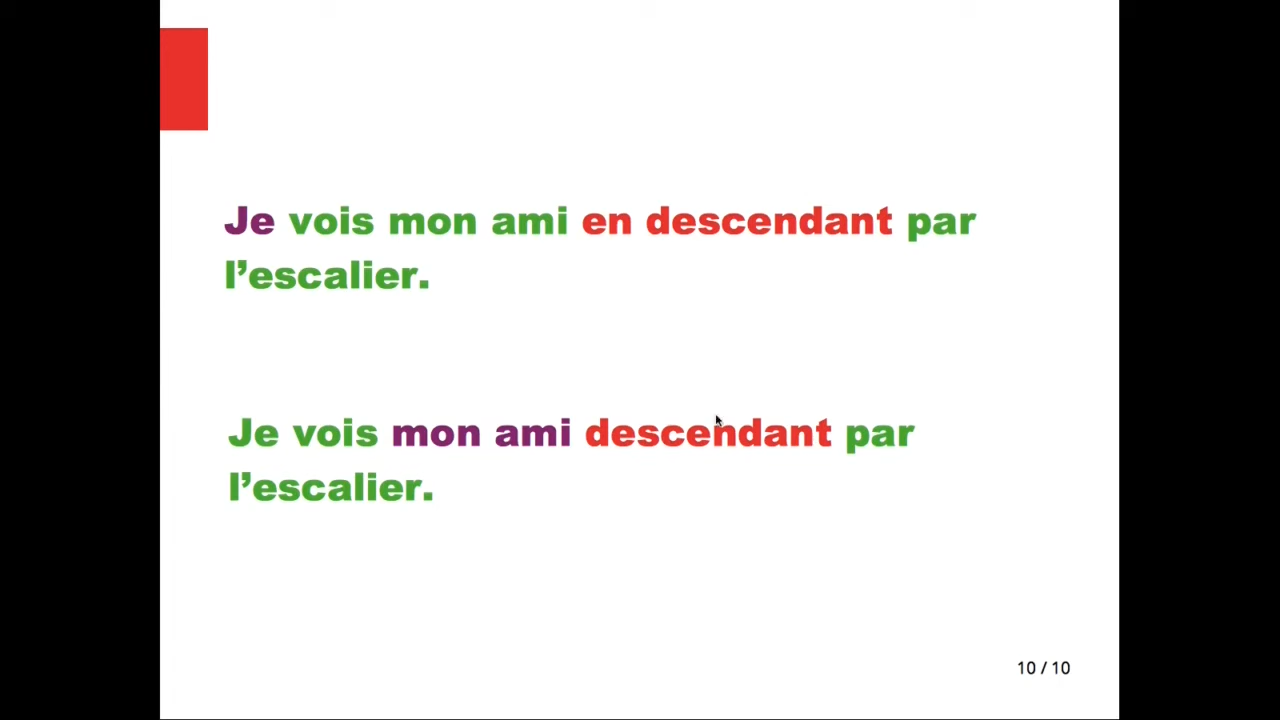 Je vois mon ami en descendant par
l’escalier.
Je vois mon ami descendant par
l’escalier.
10 / 10